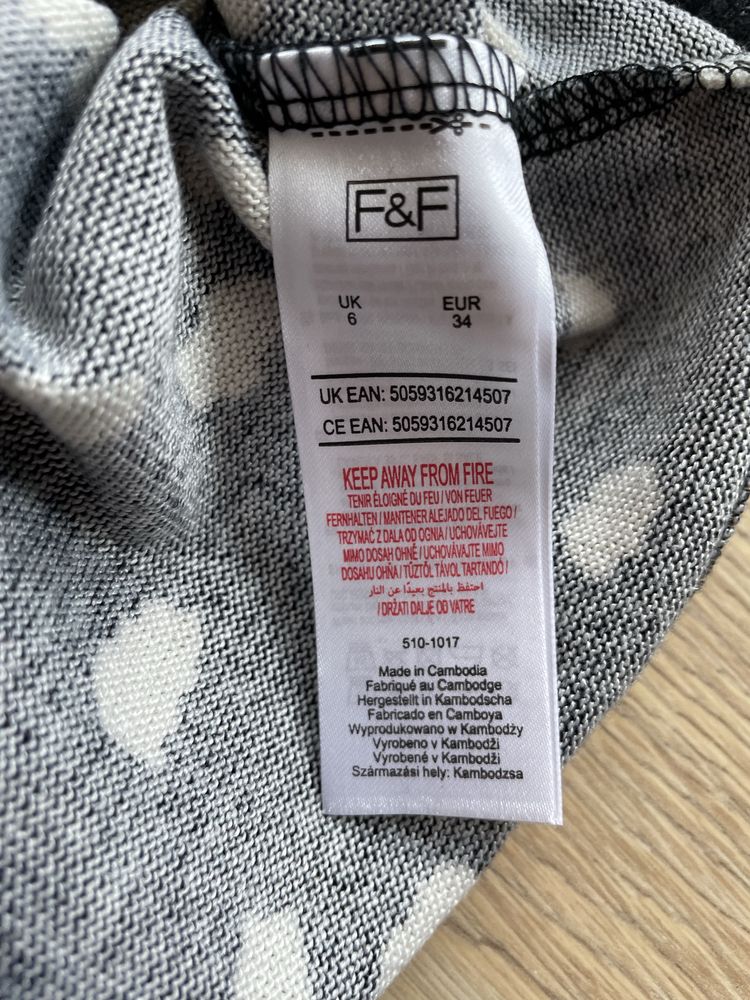 F&F
UK EUR
6 34
UK EAN: 5059316214507
CE EAN: 5059316214507
KEEP AWAY FROM FIRE
TENIR ÉLOIGNÉ DU FEU / VON FEUER
FERNHALTEN / MANTENER ALEJADO DEL FUEGO /
TRZYMAĆ Z DALA OD OGNIA / UCHOVÁVEJTE
MIMO DOSAH OHNĚ / UCHOVÁVAJTE MIMO
DOSAHU OHŇA / TŰZTŐL TÁVOL TARTANDÓ /
احتفظ بالمنتج بعيدًا عن النار
/ DRŽATI DALJE OD VATRE
510-1017
Made in Cambodia
Fabriqué au Cambodge
Hergestellt in Kambodscha
Fabricado en Camboya
Wyprodukowano w Kambodży
Vyrobeno v Kambodži
Vyrobené v Kambodži
Származási hely: Kambodzsa